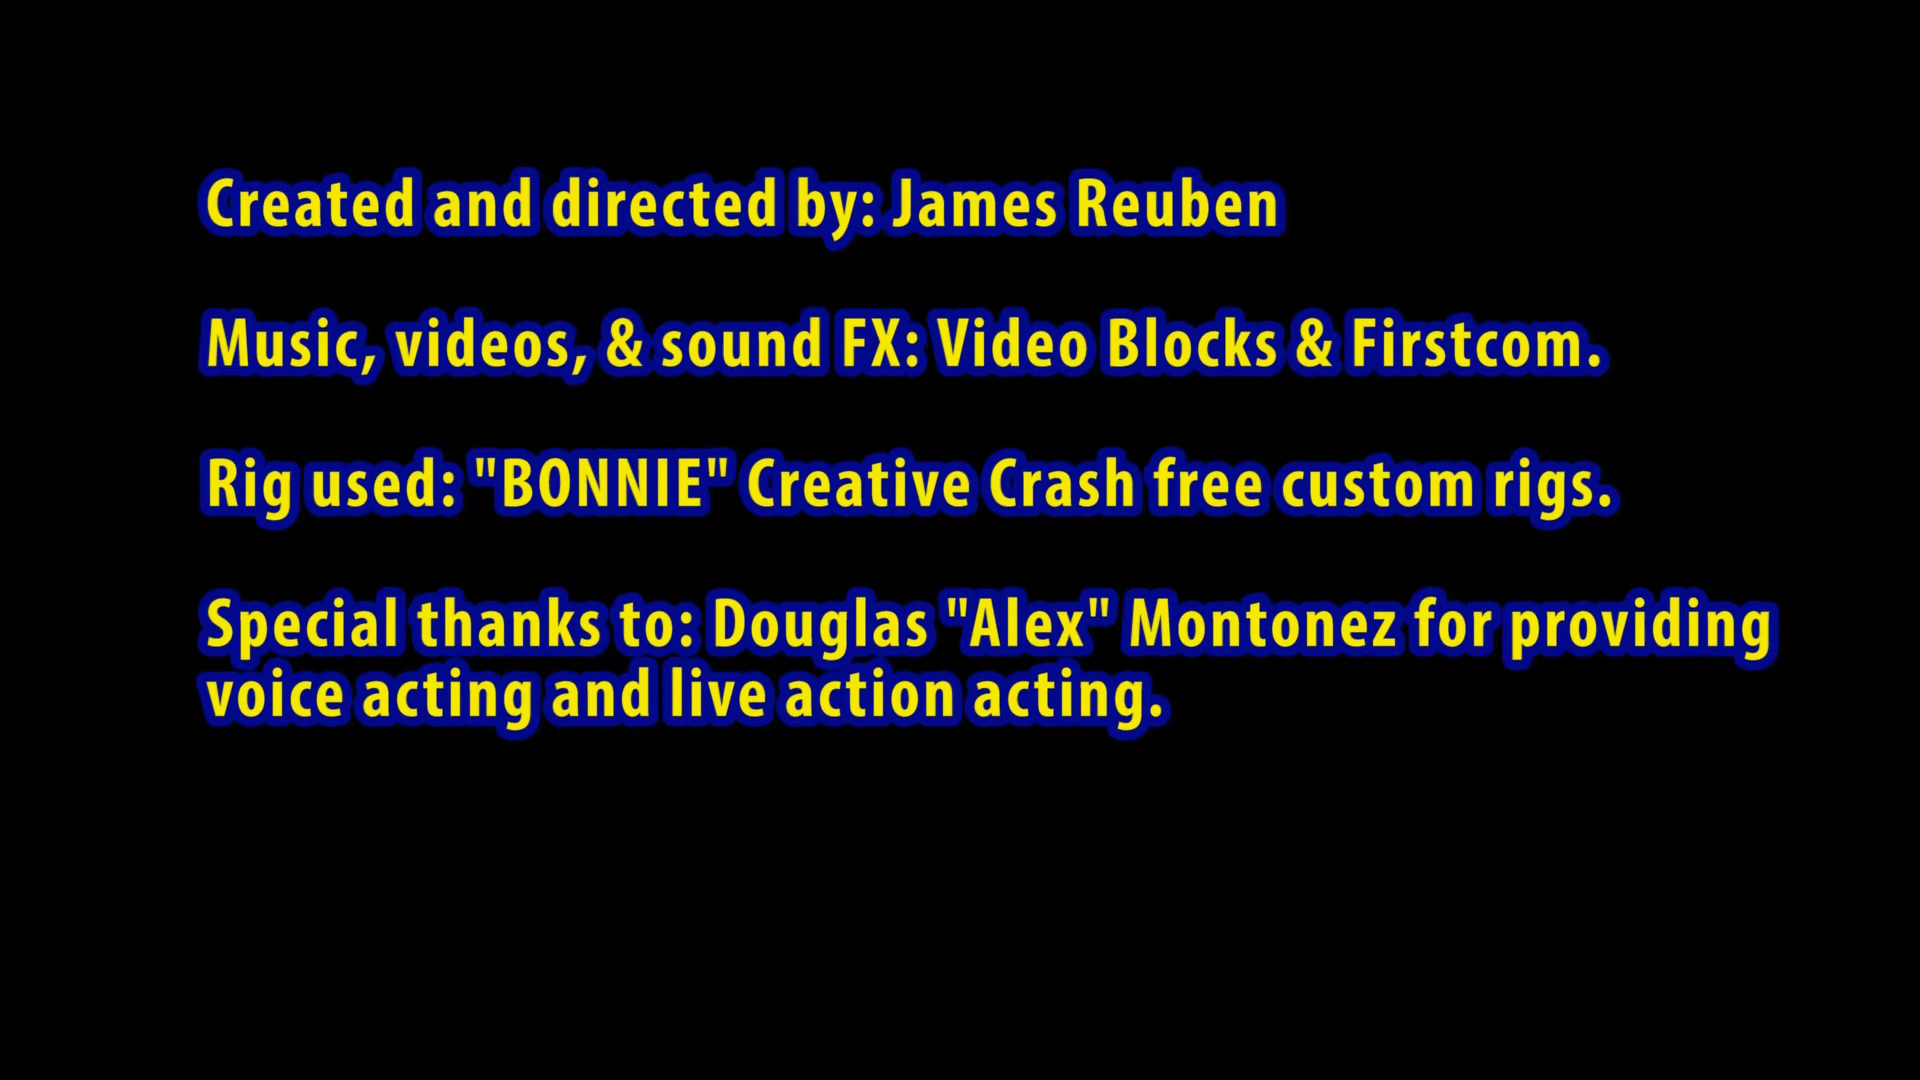 Created and directed by: James Reuben
Music, videos, & sound FX: Video Blocks & Firstcom.
Rig used: "BONNIE" Creative Crash free custom rigs.
Special thanks to: Douglas "Alex" Montonez for providing
voice acting and live action acting.